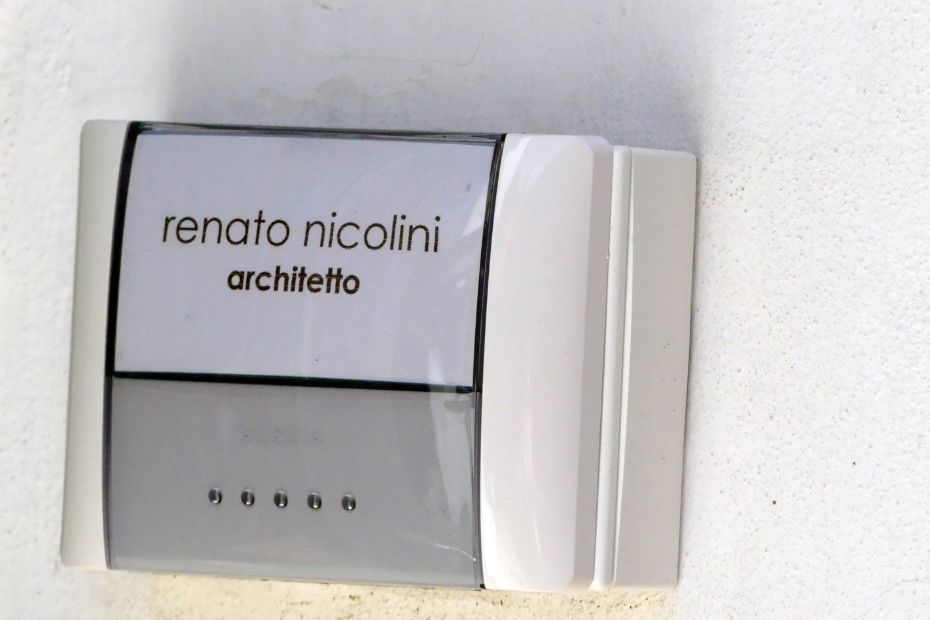 renato nicolini
architetto